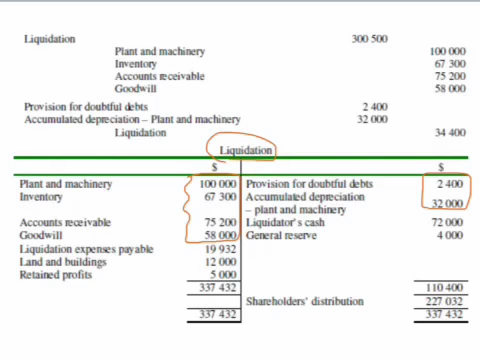 Liquidation 300 500
Plant and machinery 100 000
Inventory 67 300
Accounts receivable 75 200
Goodwill 58 000
Provision for doubtful debts 2 400
Accumulated depreciation – Plant and machinery 32 000
Liquidation 34 400
Liquidation
$ $
Plant and machinery 100 000 Provision for doubtful debts 2 400
Inventory 67 300 Accumulated depreciation
– plant and machinery 32 000
Accounts receivable 75 200 Liquidator's cash 72 000
Goodwill 58 000 General reserve 4 000
Liquidation expenses payable 19 932
Land and buildings 12 000
Retained profits 5 000
337 432 110 400
Shareholders' distribution 227 032
337 432 337 432